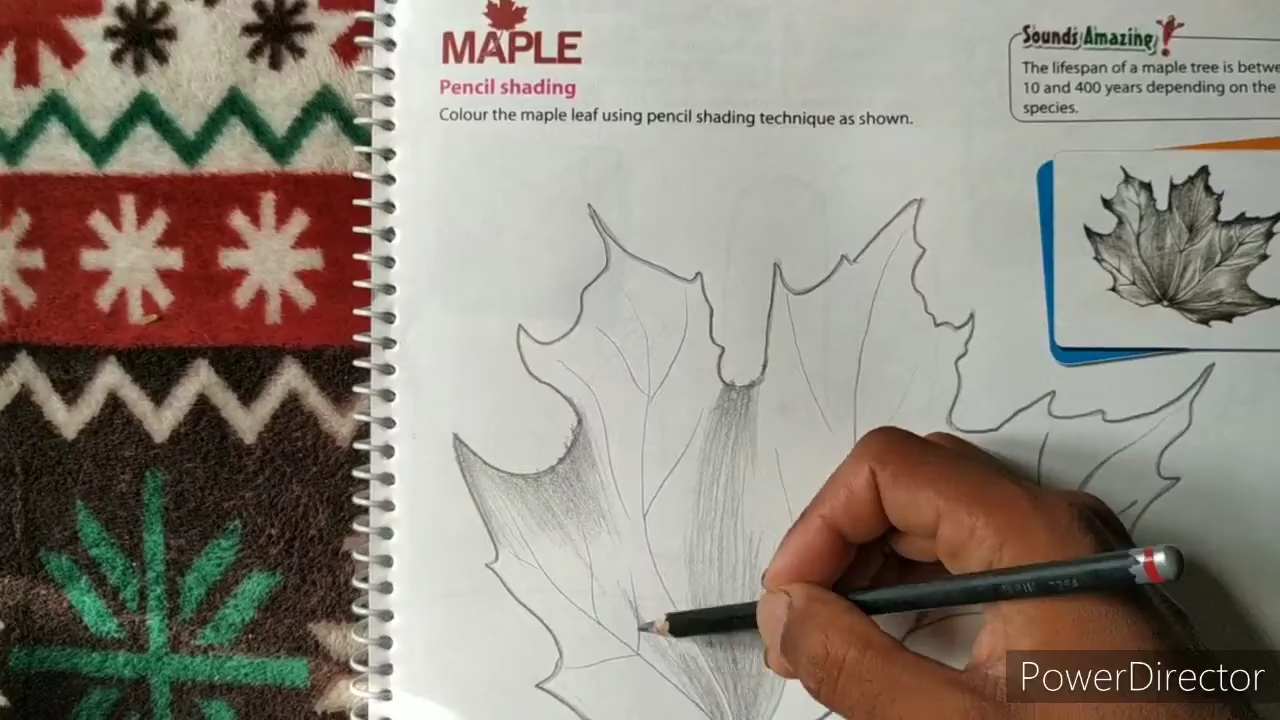 MAPLE
Pencil shading
Colour the maple leaf using pencil shading technique as shown.
Sounds Amazing!
The lifespan of a maple tree is betwe
10 and 400 years depending on the
species.
PowerDirector